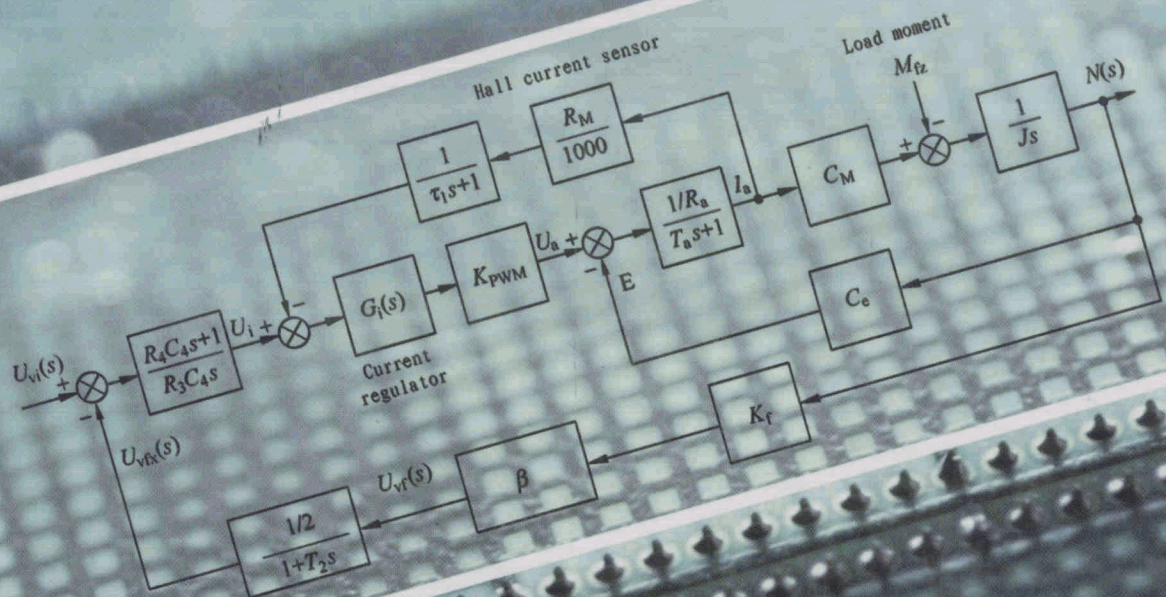 Load moment
M_fz
N(s)
Hall current sensor
R_M
1000
1
τ_1s+1
1/R_a
T_as+1
I_a
C_M
+
-
1
Js
U_a
+
-
E
C_e
K_PWM
G_i(s)
Current
regulator
-
U_i
+
R_4C_4s+1
R_3C_4s
U_vi(s)
+
-
U_vfx(s)
K_f
β
U_vf(s)
1/2
1+T_2s